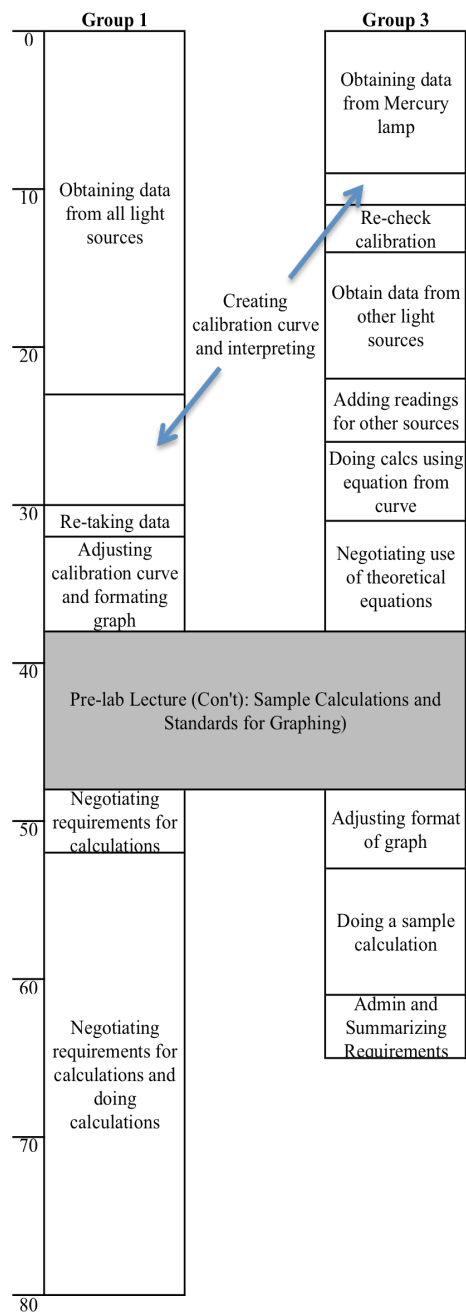 Group 1
Group 3
0
10
20
30
40
50
60
70
80
Obtaining data
from all light
sources
Re-taking data
Adjusting
calibration curve
and formating
graph
Creating
calibration curve
and interpreting
Obtaining data
from Mercury
lamp
Re-check
calibration
Obtain data from
other light
sources
Adding readings
for other sources
Doing calcs using
equation from
curve
Negotiating use
of theoretical
equations
Pre-lab Lecture (Con't): Sample Calculations and
Standards for Graphing)
Negotiating
requirements for
calculations
Negotiating
requirements for
calculations and
doing
calculations
Adjusting format
of graph
Doing a sample
calculation
Admin and
Summarizing
Requirements